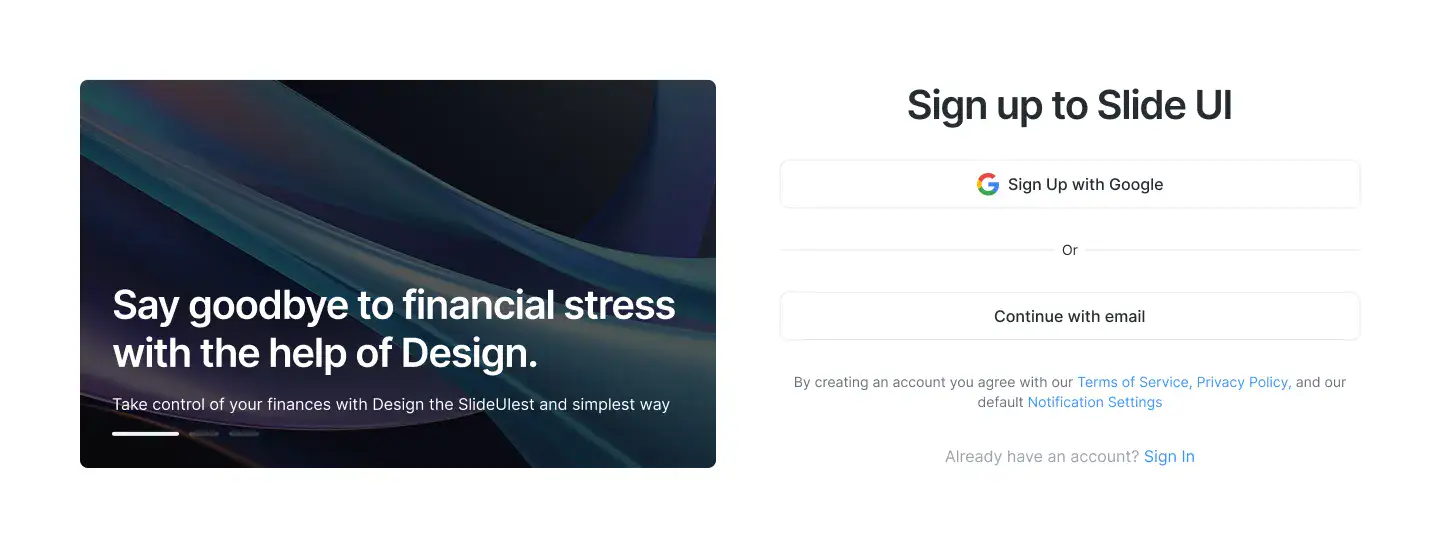 Say goodbye to financial stress
with the help of Design.
Take control of your finances with Design the SlideUIest and simplest way
Sign up to Slide UI
Sign Up with Google
Or
Continue with email
By creating an account you agree with our Terms of Service, Privacy Policy, and our
default Notification Settings
Already have an account? Sign In